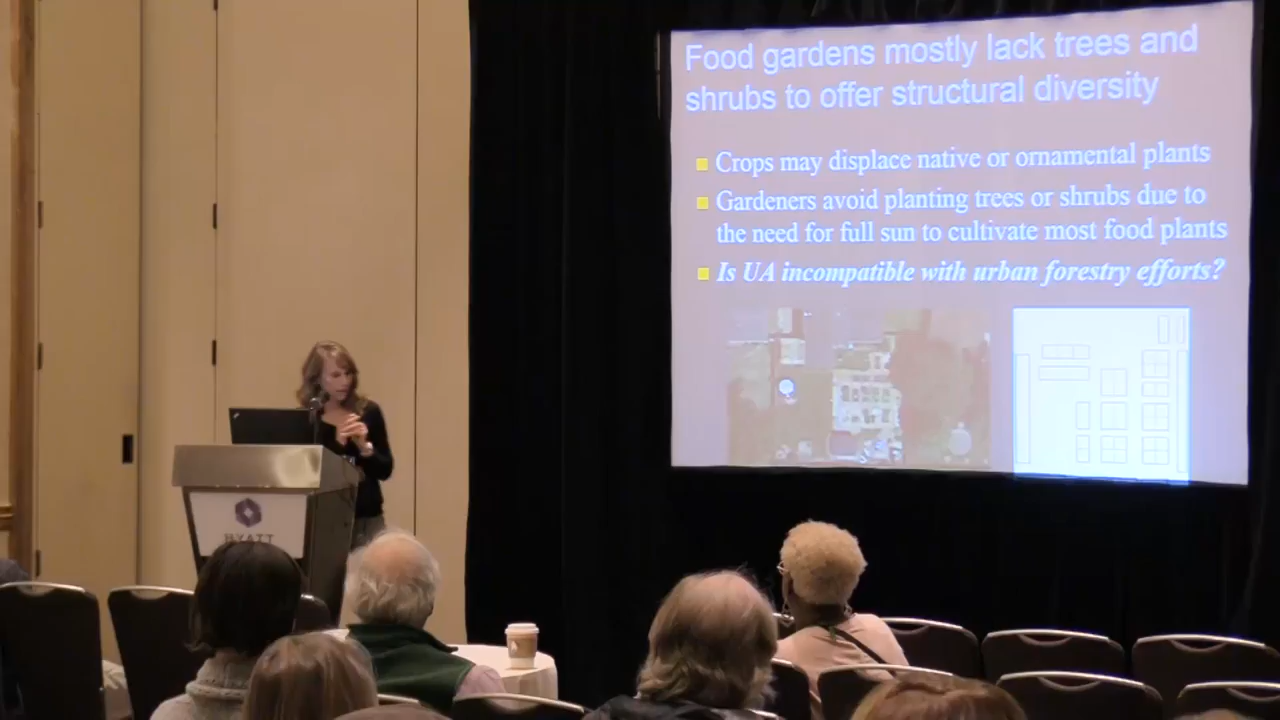 Food gardens mostly lack trees and
shrubs to offer structural diversity
Crops may displace native or ornamental plants
Gardeners avoid planting trees or shrubs due to
the need for full sun to cultivate most food plants
Is UA incompatible with urban forestry efforts?
HYATT